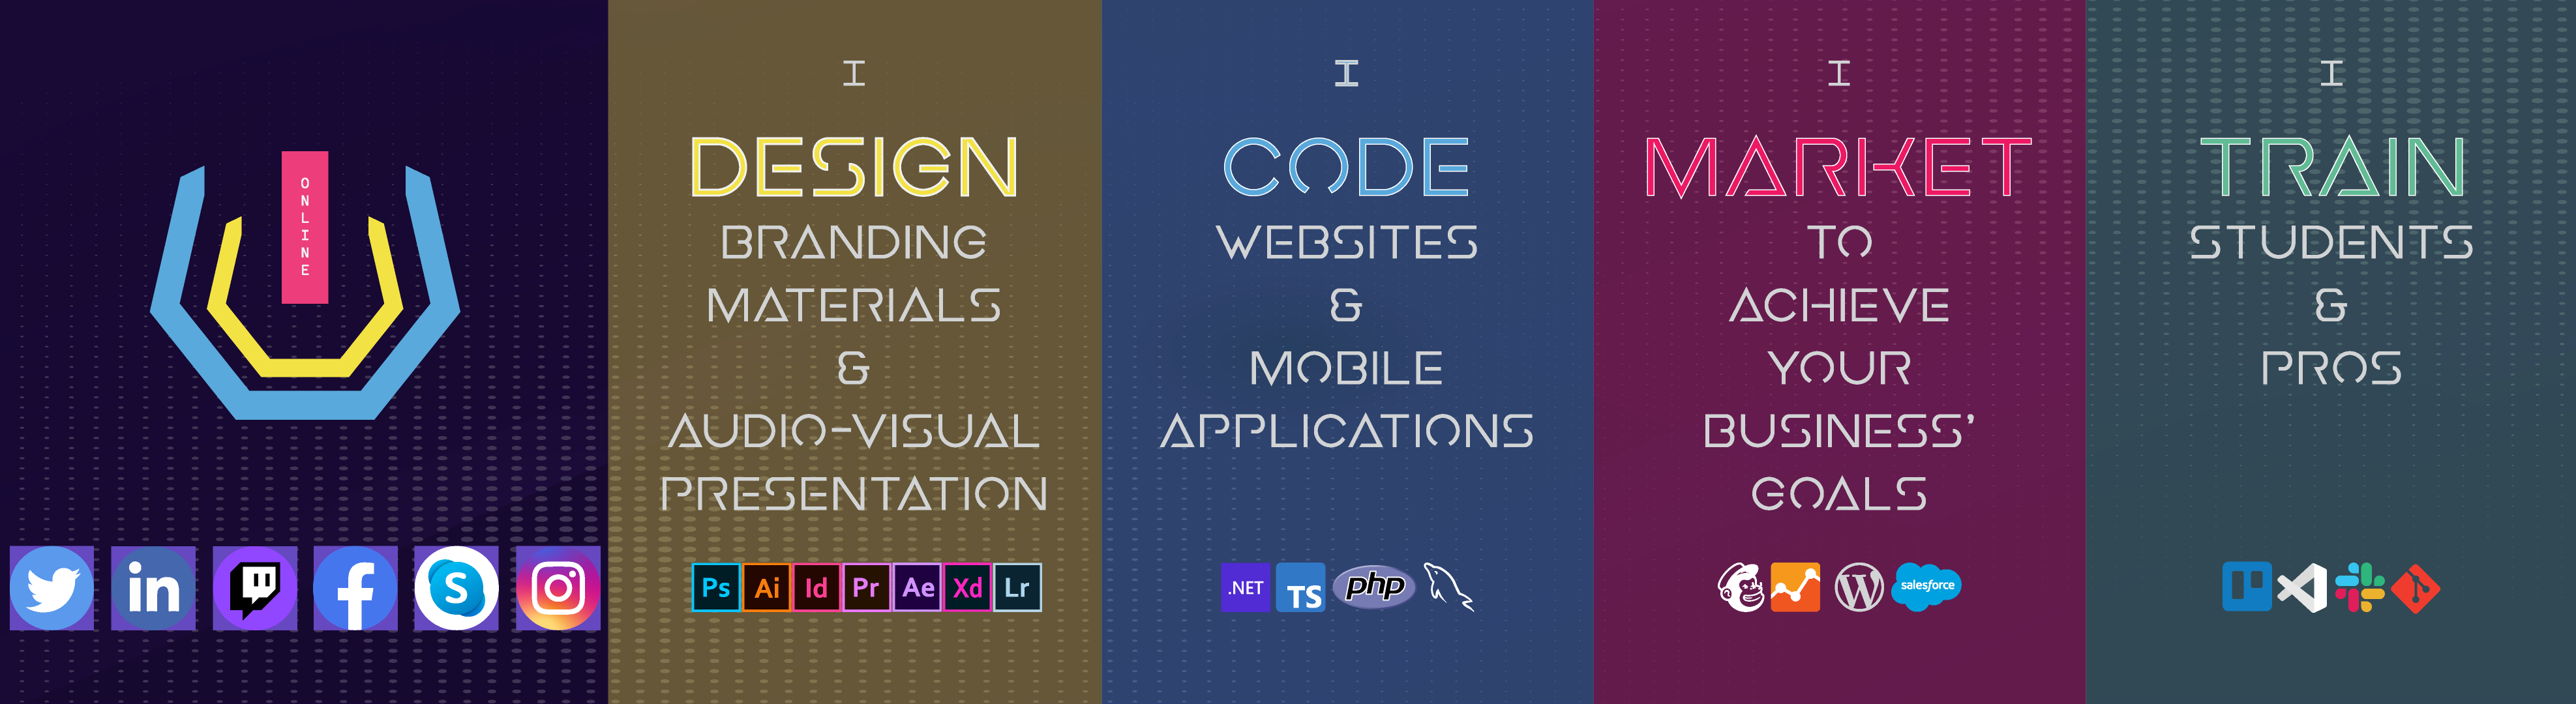 ONLINE
I
DESIGN
BRANDING
MATERIALS
&
AUDIO-VISUAL
PRESENTATION
Ps Ai Id Pr Ae Xd Lr
I
CODE
WEBSITES
&
MOBILE
APPLICATIONS
.NET TS php
I
MARKET
TO
ACHIEVE
YOUR
BUSINESS’
GOALS
salesforce
I
TRAIN
STUDENTS
&
PROS
in f S